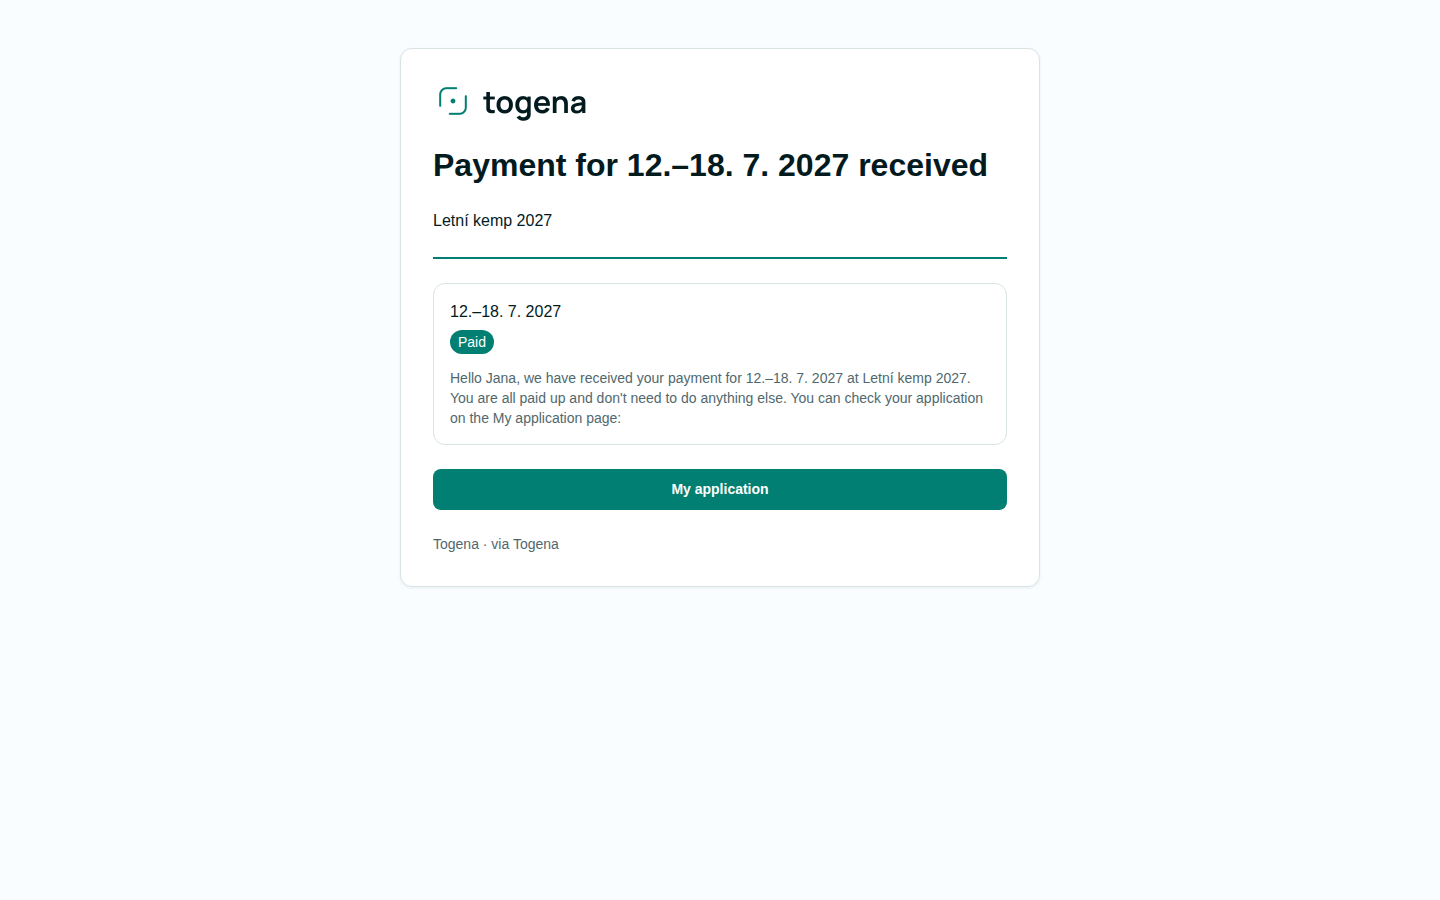 togena
Payment for 12.–18. 7. 2027 received
Letní kemp 2027
12.–18. 7. 2027
Paid
Hello Jana, we have received your payment for 12.–18. 7. 2027 at Letní kemp 2027.
You are all paid up and don't need to do anything else. You can check your application
on the My application page:
My application
Togena · via Togena